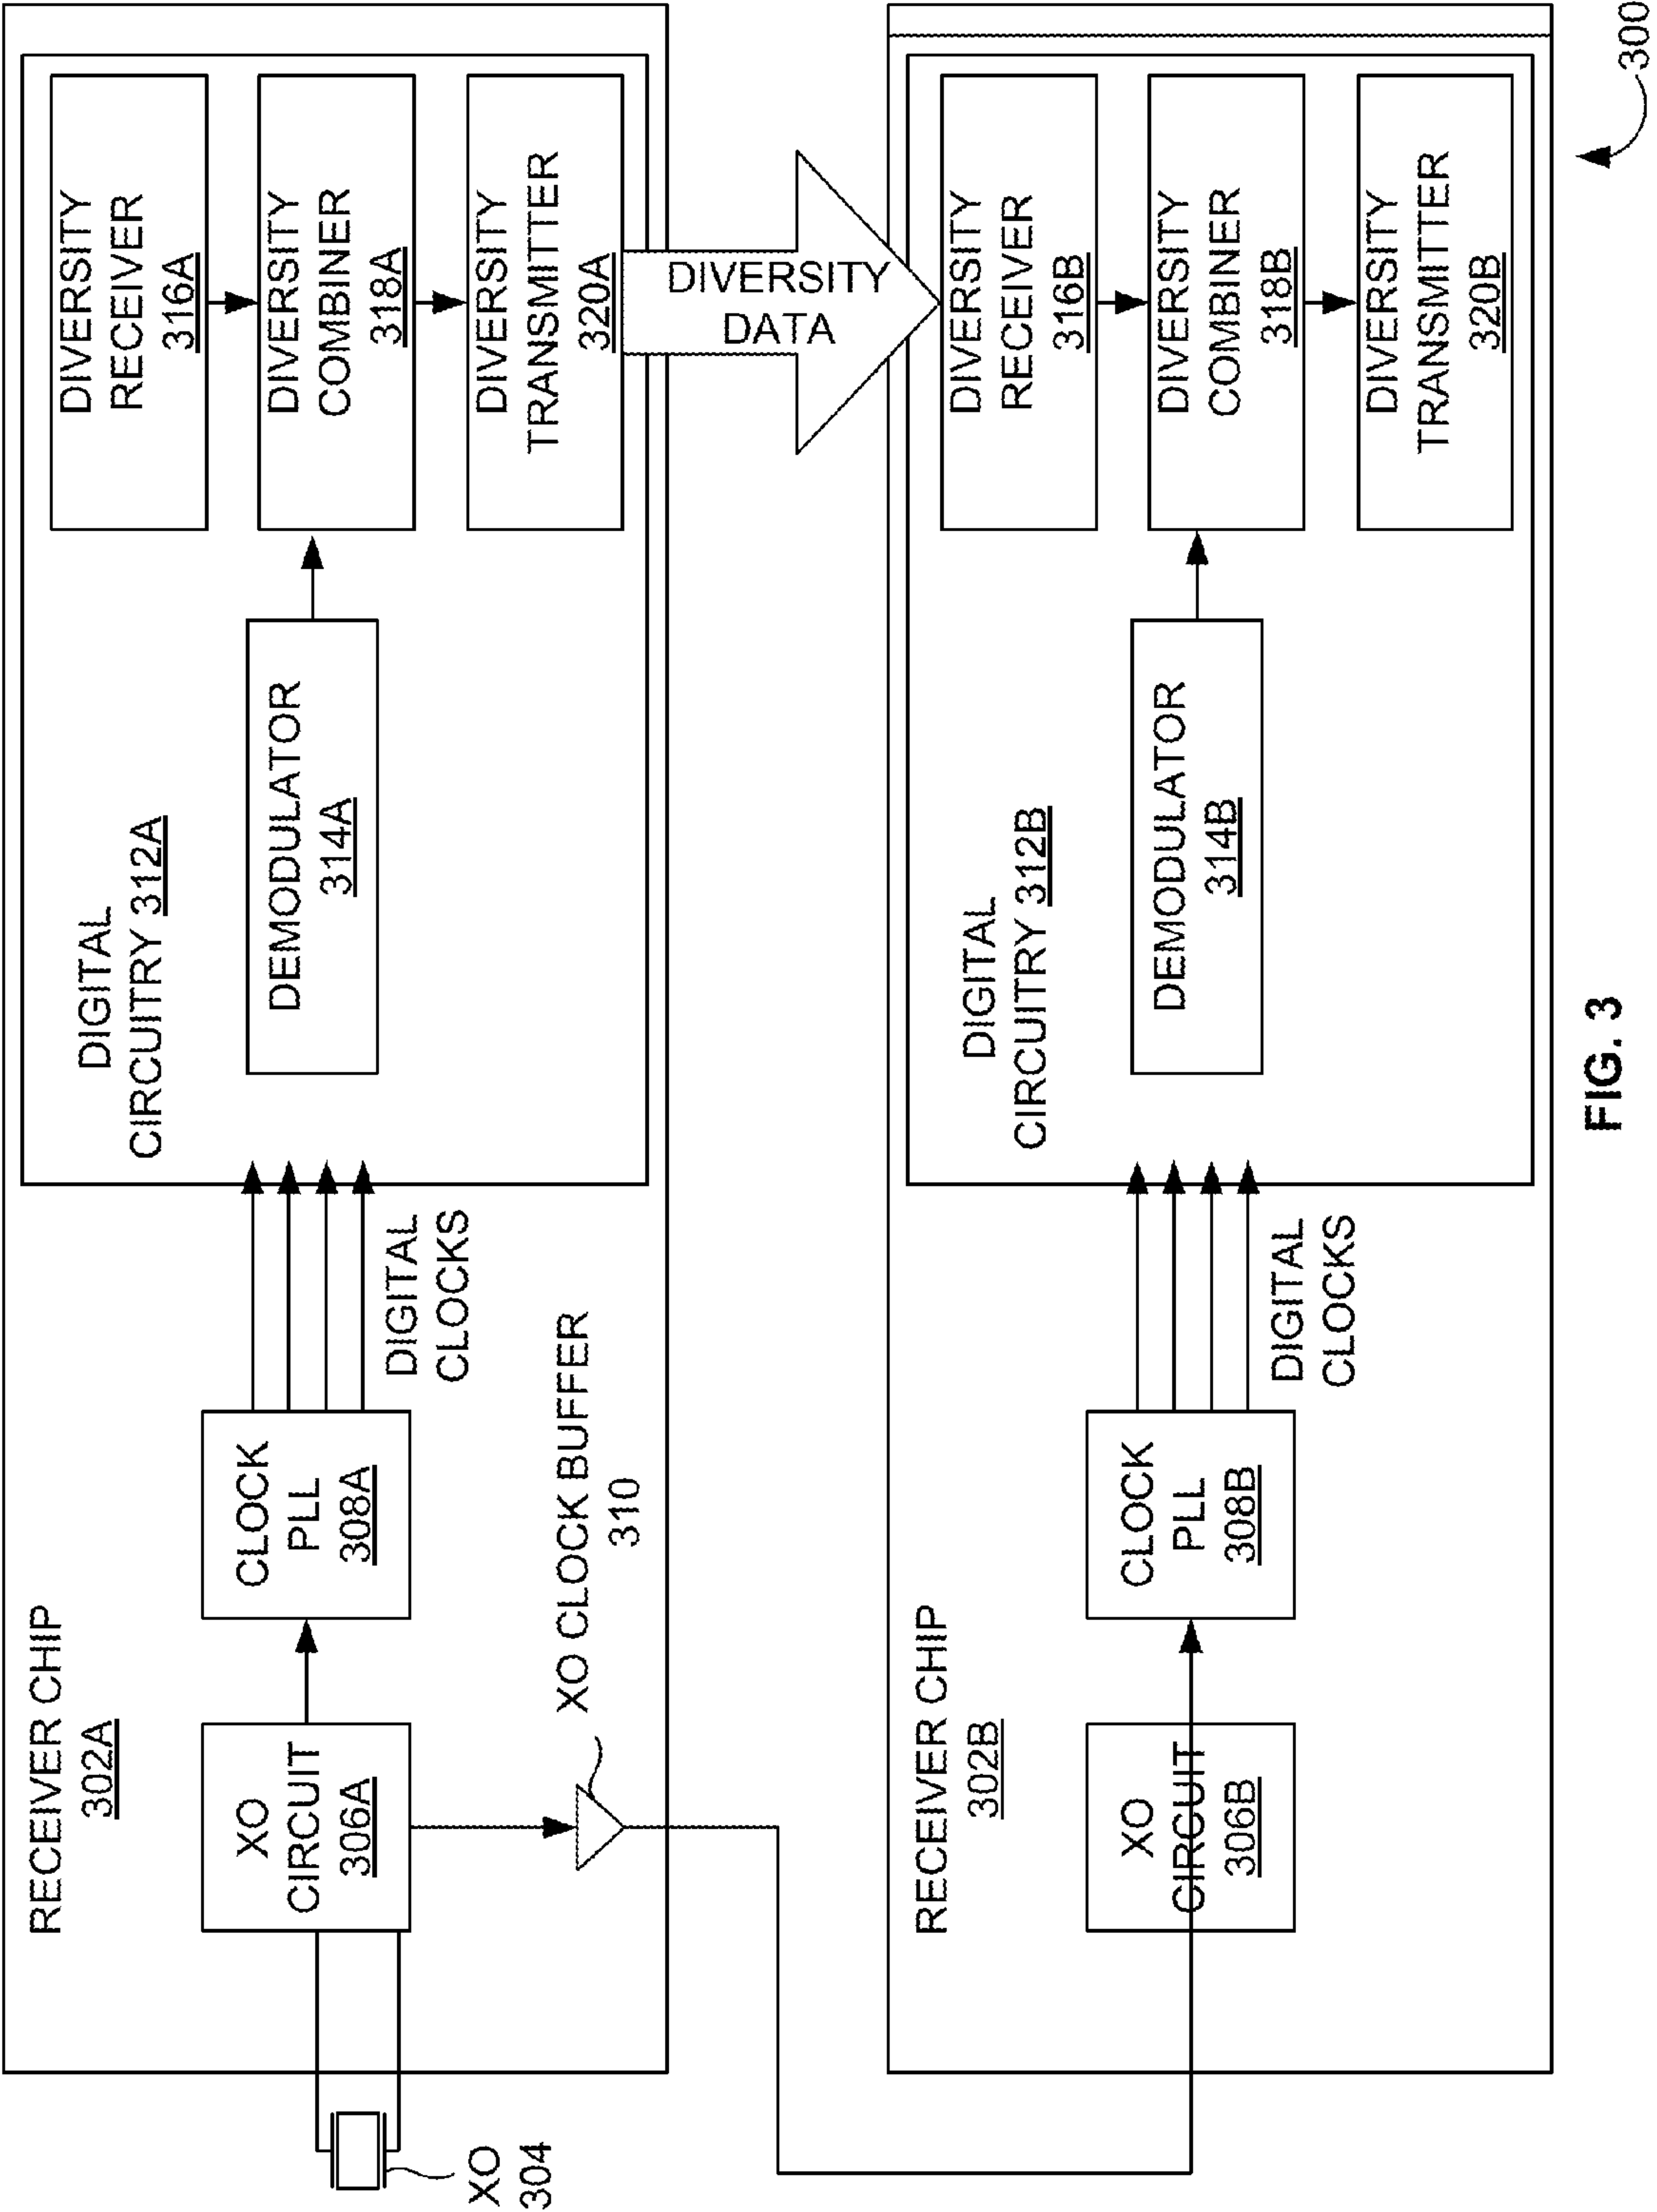 RECEIVER CHIP
302A
XO
304
XO
CIRCUIT
306A
CLOCK
PLL
308A
DIGITAL
CLOCKS
XO CLOCK BUFFER
310
DIGITAL
CIRCUITRY 312A
DEMODULATOR
314A
DIVERSITY
RECEIVER
316A
DIVERSITY
COMBINER
318A
DIVERSITY
TRANSMITTER
320A
DIVERSITY
DATA
RECEIVER CHIP
302B
XO
CIRCUIT
306B
CLOCK
PLL
308B
DIGITAL
CLOCKS
DIGITAL
CIRCUITRY 312B
DEMODULATOR
314B
DIVERSITY
RECEIVER
316B
DIVERSITY
COMBINER
318B
DIVERSITY
TRANSMITTER
320B
300
FIG. 3